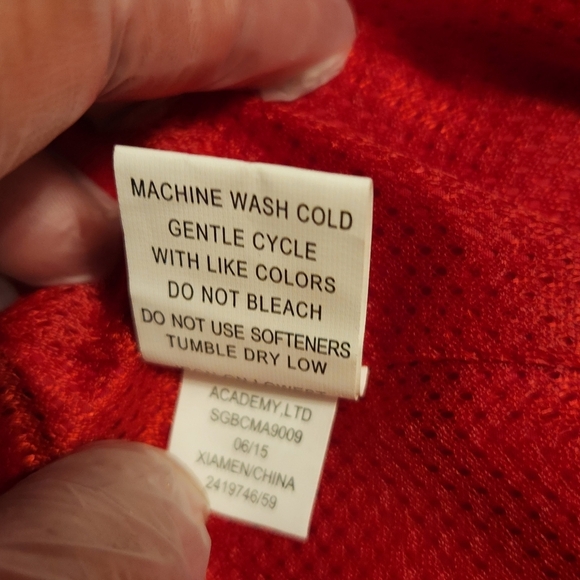 MACHINE WASH COLD
GENTLE CYCLE
WITH LIKE COLORS
DO NOT BLEACH
DO NOT USE SOFTENERS
TUMBLE DRY LOW
ACADEMY,LTD
SGBCMA9009
06/15
XIAMEN/CHINA
2419746/59